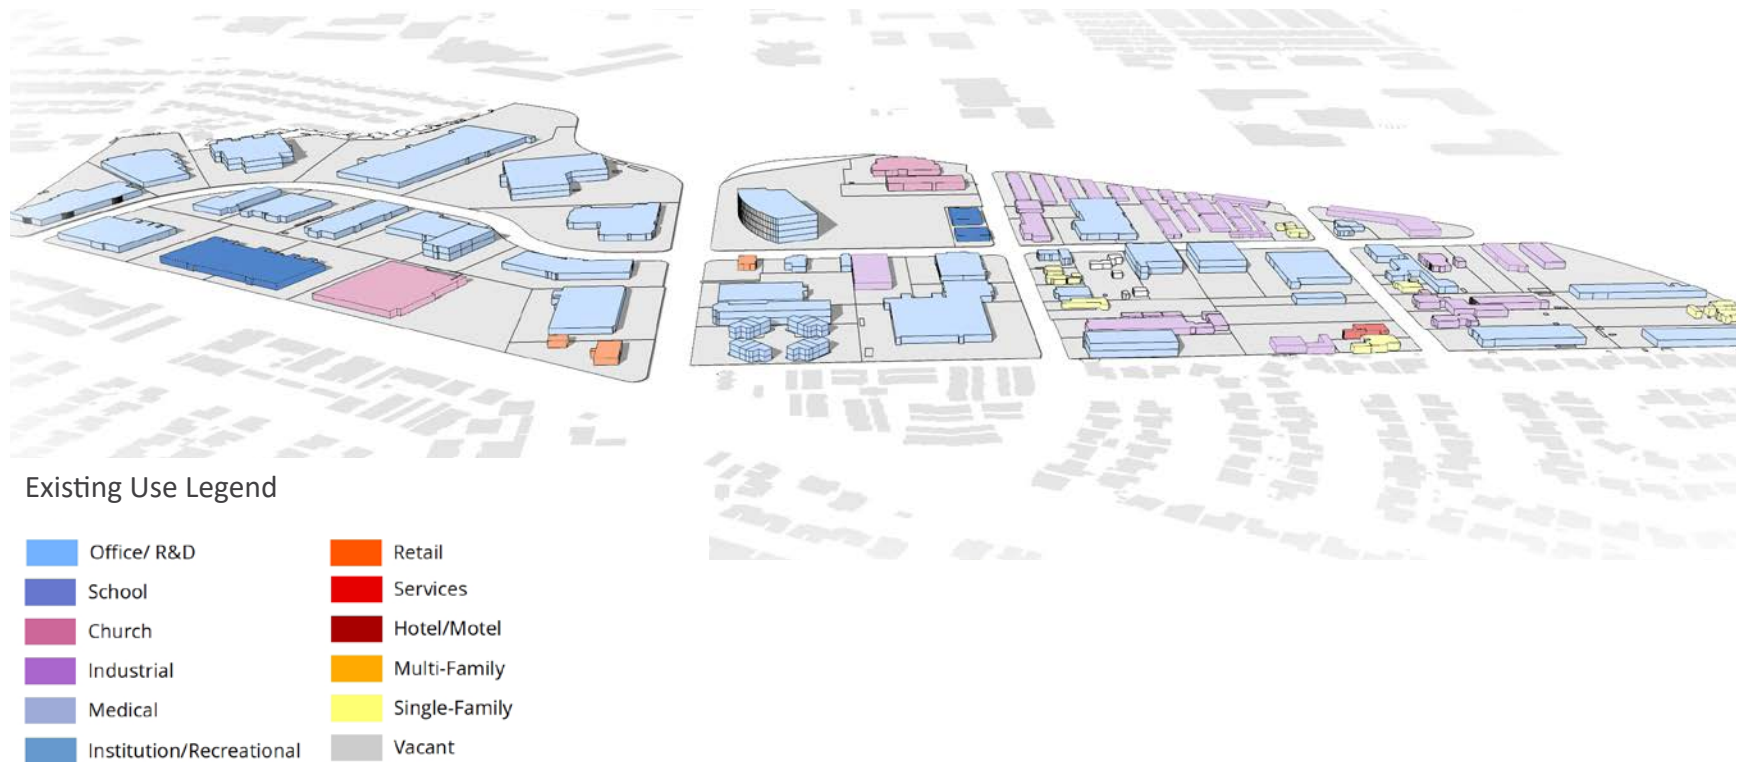 Existing Use Legend
Office/ R&D
School
Church
Industrial
Medical
Institution/Recreational
Retail
Services
Hotel/Motel
Multi-Family
Single-Family
Vacant